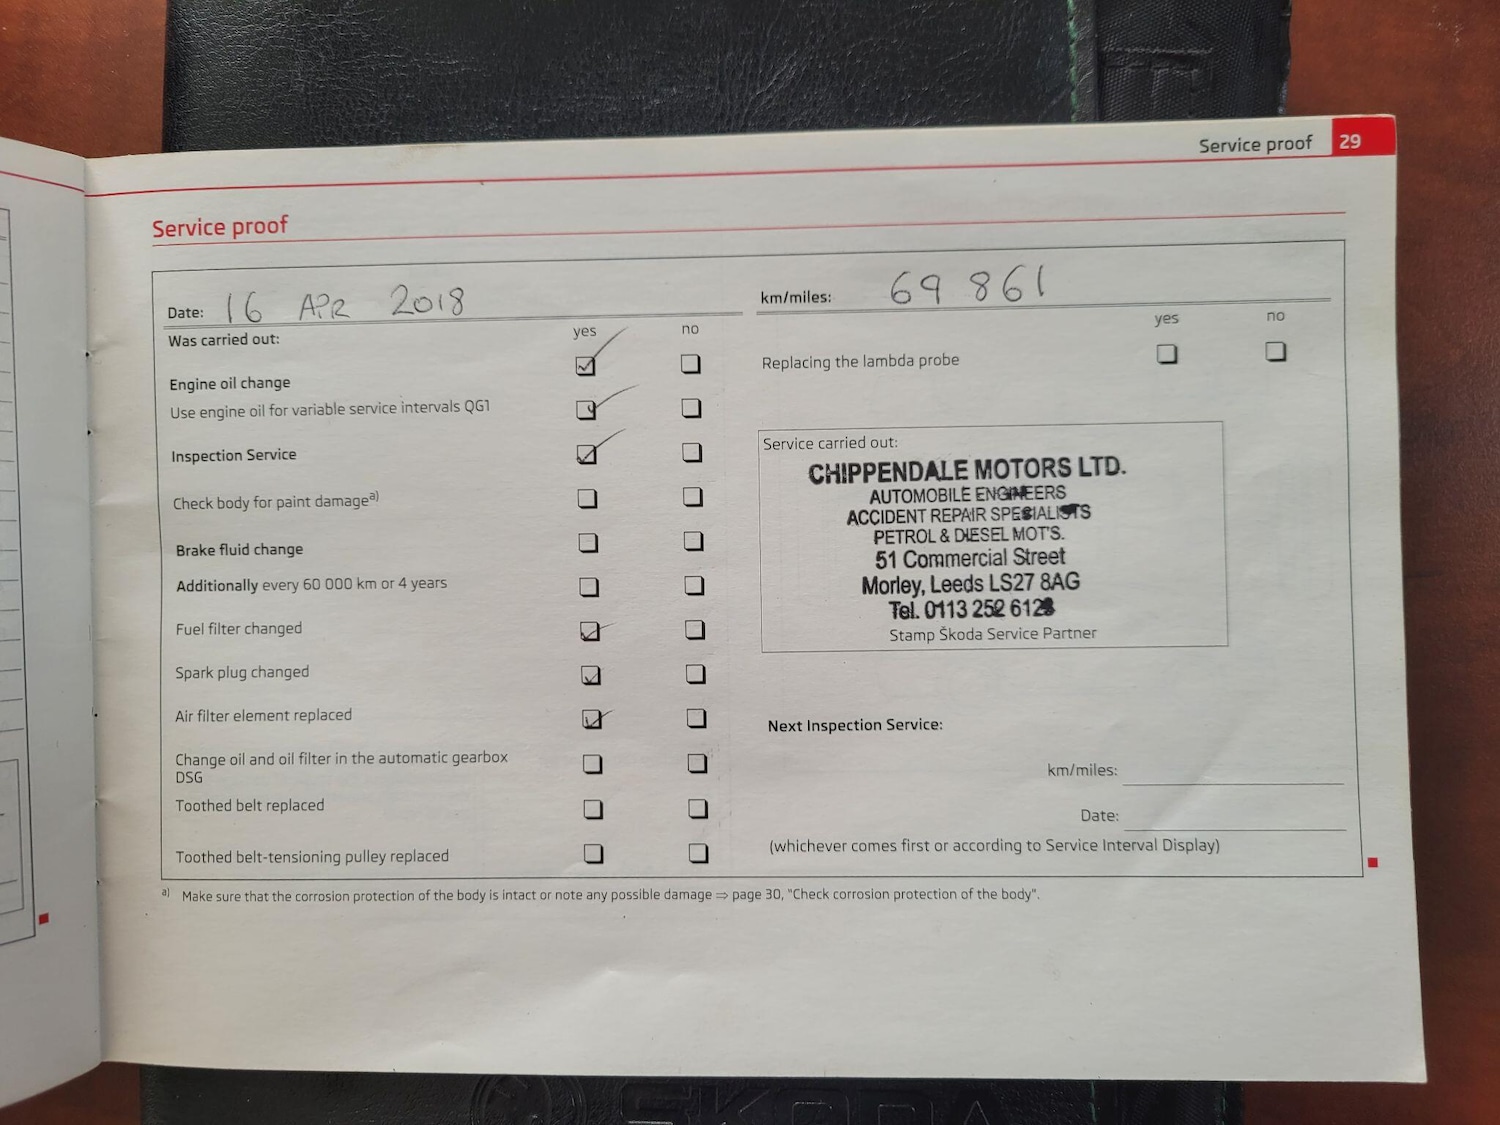 Service proof 29
Service proof
Date: 16 APR 2018
km/miles: 69 861
yes no
Was carried out:
Engine oil change
Use engine oil for variable service intervals QG1
Inspection Service
Check body for paint damage a)
Brake fluid change
Additionally every 60 000 km or 4 years
Fuel filter changed
Spark plug changed
Air filter element replaced
Change oil and oil filter in the automatic gearbox
DSG
Toothed belt replaced
Toothed belt-tensioning pulley replaced
yes no
Replacing the lambda probe
Service carried out:
CHIPPENDALE MOTORS LTD.
AUTOMOBILE ENGINEERS
ACCIDENT REPAIR SPECIALISTS
PETROL & DIESEL MOT'S.
51 Commercial Street
Morley, Leeds LS27 8AG
Tel. 0113 252 6123
Stamp Škoda Service Partner
Next Inspection Service:
km/miles:
Date:
(whichever comes first or according to Service Interval Display)
a) Make sure that the corrosion protection of the body is intact or note any possible damage ⇒ page 30, "Check corrosion protection of the body".
SKODA